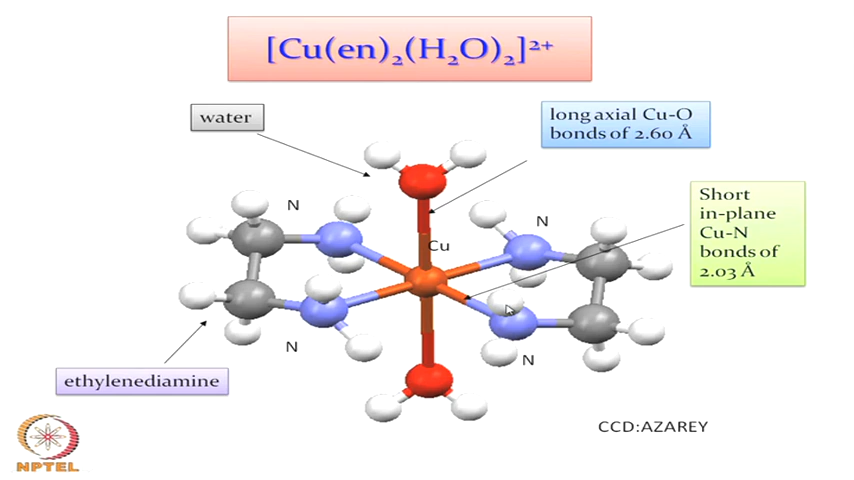 [Cu(en)₂(H₂O)₂]²⁺
water
long axial Cu-O
bonds of 2.60 Å
Short
in-plane
Cu-N
bonds of
2.03 Å
N
N
Cu
N
N
ethylenediamine
CCD:AZAREY
NPTEL